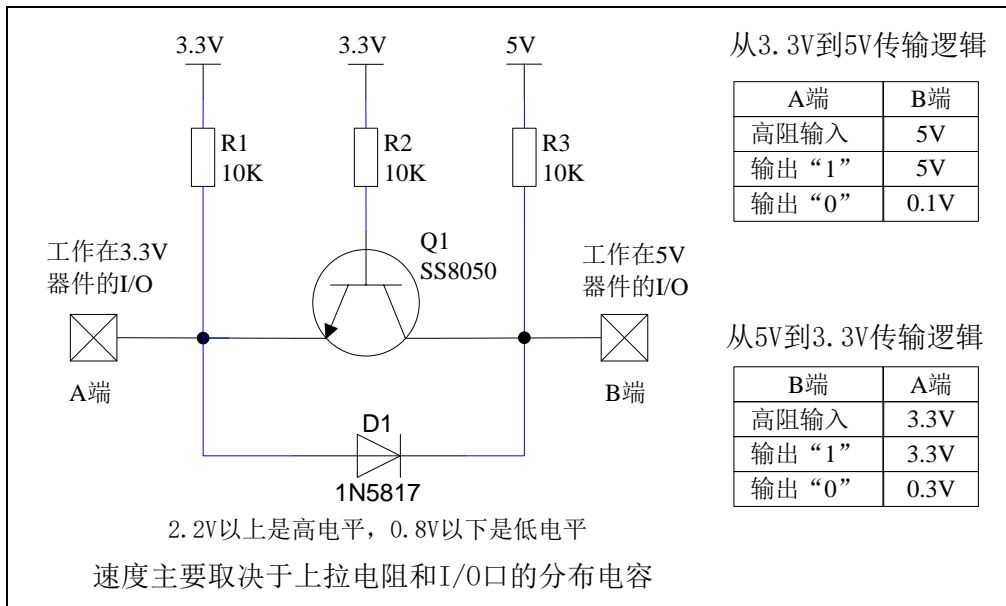 3.3V
3.3V
5V
R1
10K
R2
10K
R3
10K
Q1
SS8050
工作在3.3V
器件的I/O
工作在5V
器件的I/O
A端
B端
D1
1N5817
2.2V以上是高电平，0.8V以下是低电平
速度主要取决于上拉电阻和I/O口的分布电容
从3.3V到5V传输逻辑
A端 B端
高阻输入 5V
输出“1” 5V
输出“0” 0.1V
从5V到3.3V传输逻辑
B端 A端
高阻输入 3.3V
输出“1” 3.3V
输出“0” 0.3V